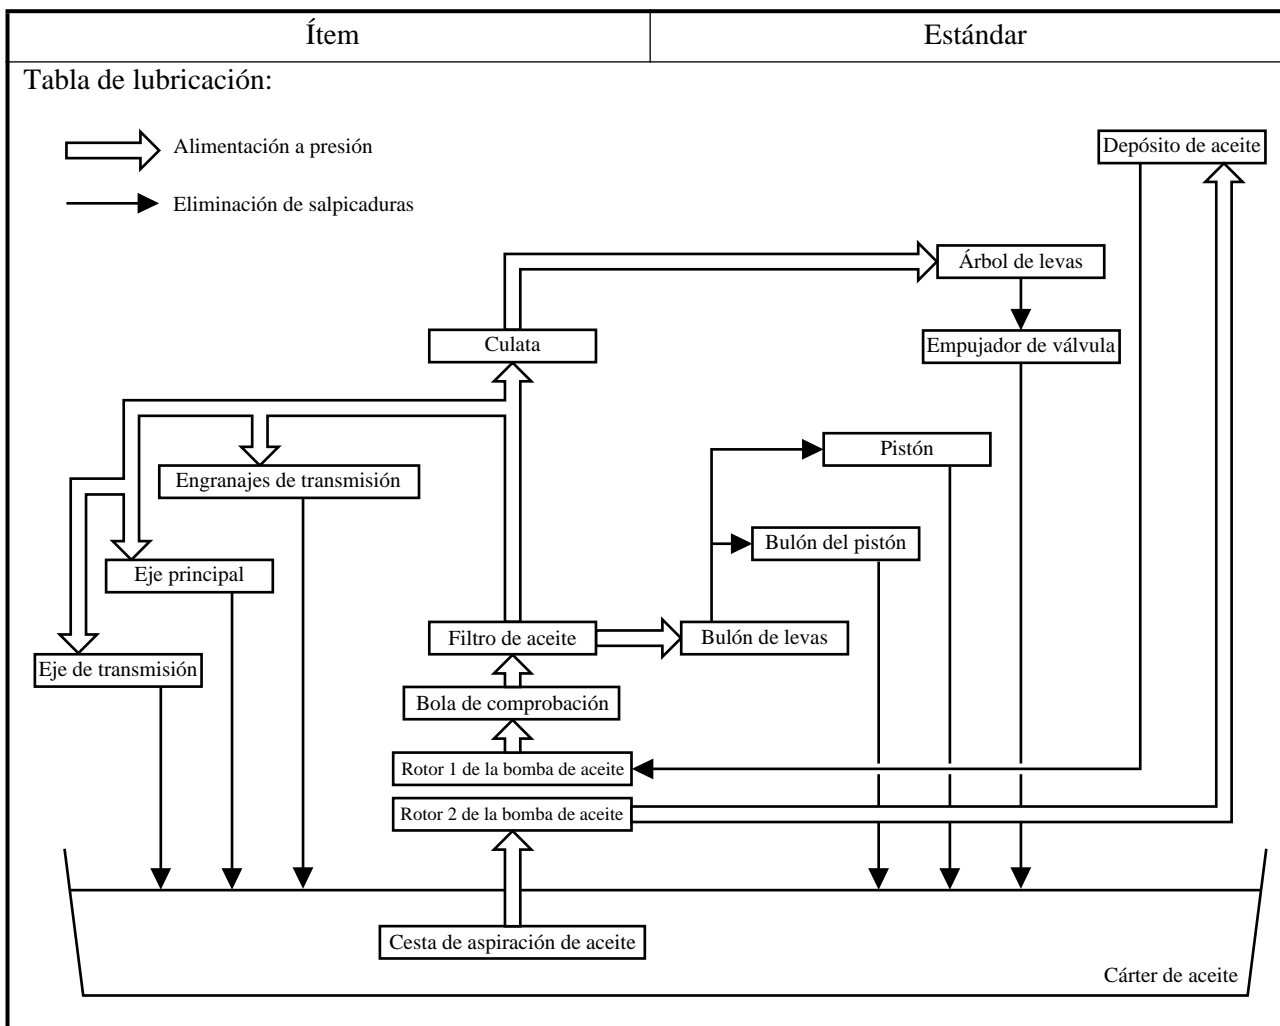 Ítem
Estándar
Tabla de lubricación:
Alimentación a presión
Depósito de aceite
Eliminación de salpicaduras
Árbol de levas
Culata
Empujador de válvula
Pistón
Engranajes de transmisión
Bulón del pistón
Eje principal
Filtro de aceite
Bulón de levas
Eje de transmisión
Bola de comprobación
Rotor 1 de la bomba de aceite
Rotor 2 de la bomba de aceite
Cesta de aspiración de aceite
Cárter de aceite